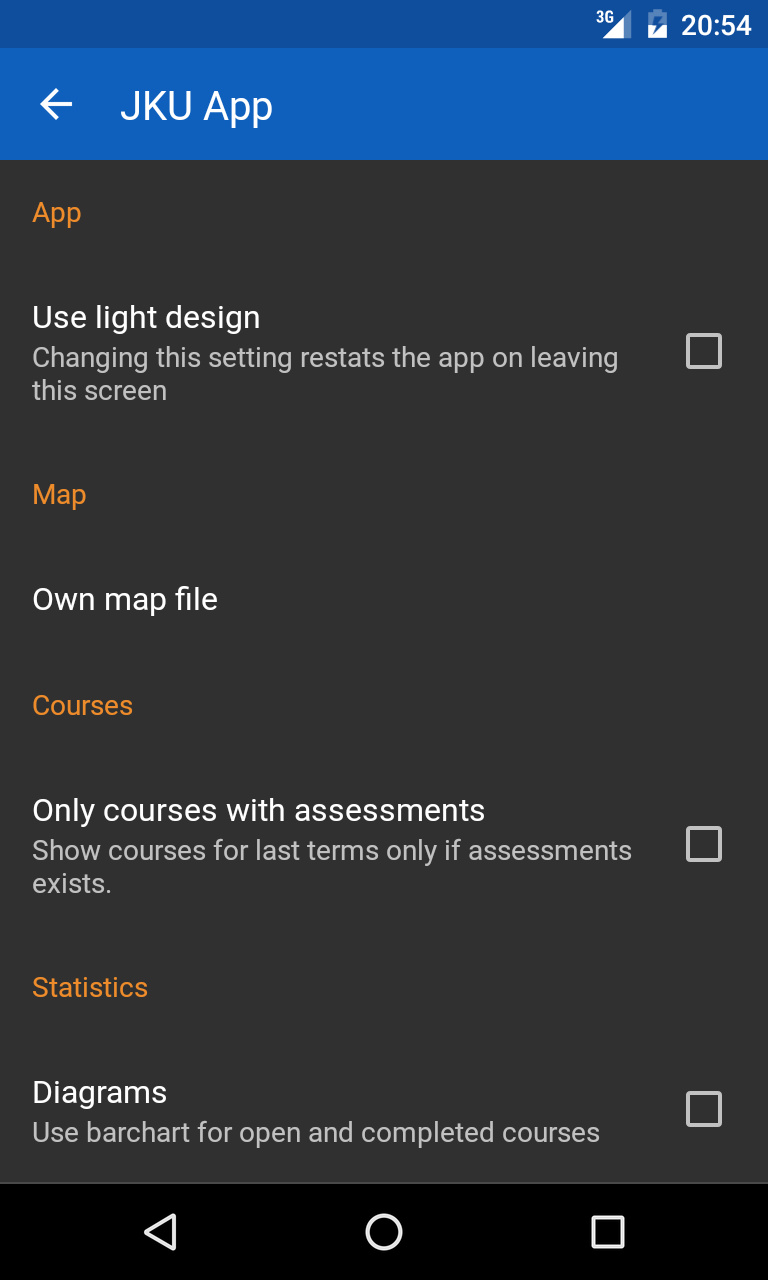 3G 20:54
JKU App
App
Use light design
Changing this setting restats the app on leaving
this screen
Map
Own map file
Courses
Only courses with assessments
Show courses for last terms only if assessments
exists.
Statistics
Diagrams
Use barchart for open and completed courses